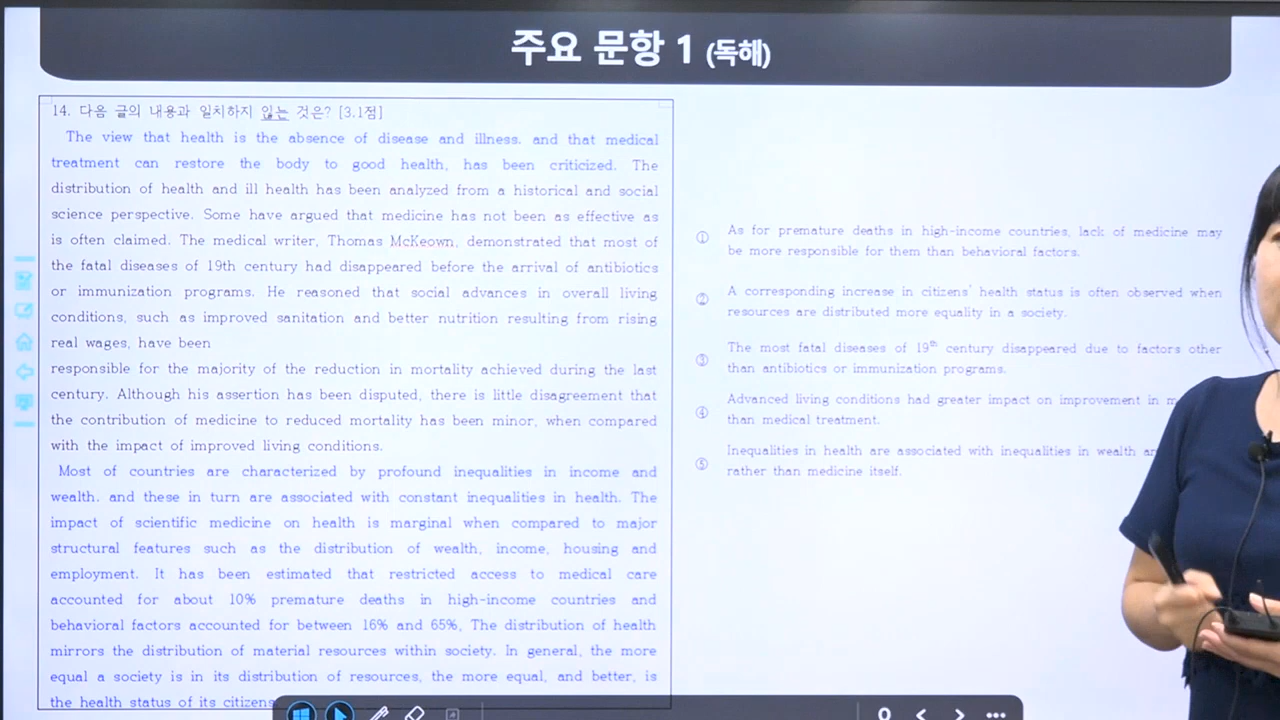 주요 문항 1 (독해)
14. 다음 글의 내용과 일치하지 않는 것은? [3.1점]
The view that health is the absence of disease and illness. and that medical
treatment can restore the body to good health, has been criticized. The
distribution of health and ill health has been analyzed from a historical and social
science perspective. Some have argued that medicine has not been as effective as
is often claimed. The medical writer, Thomas McKeown, demonstrated that most of
the fatal diseases of 19th century had disappeared before the arrival of antibiotics
or immunization programs. He reasoned that social advances in overall living
conditions, such as improved sanitation and better nutrition resulting from rising
real wages, have been
responsible for the majority of the reduction in mortality achieved during the last
century. Although his assertion has been disputed, there is little disagreement that
the contribution of medicine to reduced mortality has been minor, when compared
with the impact of improved living conditions.
Most of countries are characterized by profound inequalities in income and
wealth. and these in turn are associated with constant inequalities in health. The
impact of scientific medicine on health is marginal when compared to major
structural features such as the distribution of wealth, income, housing and
employment. It has been estimated that restricted access to medical care
accounted for about 10% premature deaths in high-income countries and
behavioral factors accounted for between 16% and 65%, The distribution of health
mirrors the distribution of material resources within society. In general, the more
equal a society is in its distribution of resources, the more equal, and better, is
the health status of its citizens
① As for premature deaths in high-income countries, lack of medicine may
be more responsible for them than behavioral factors.
② A corresponding increase in citizens' health status is often observed when
resources are distributed more equality in a society.
③ The most fatal diseases of 19th century disappeared due to factors other
than antibiotics or immunization programs.
④ Advanced living conditions had greater impact on improvement in
than medical treatment.
⑤ Inequalities in health are associated with inequalities in wealth
rather than medicine itself.